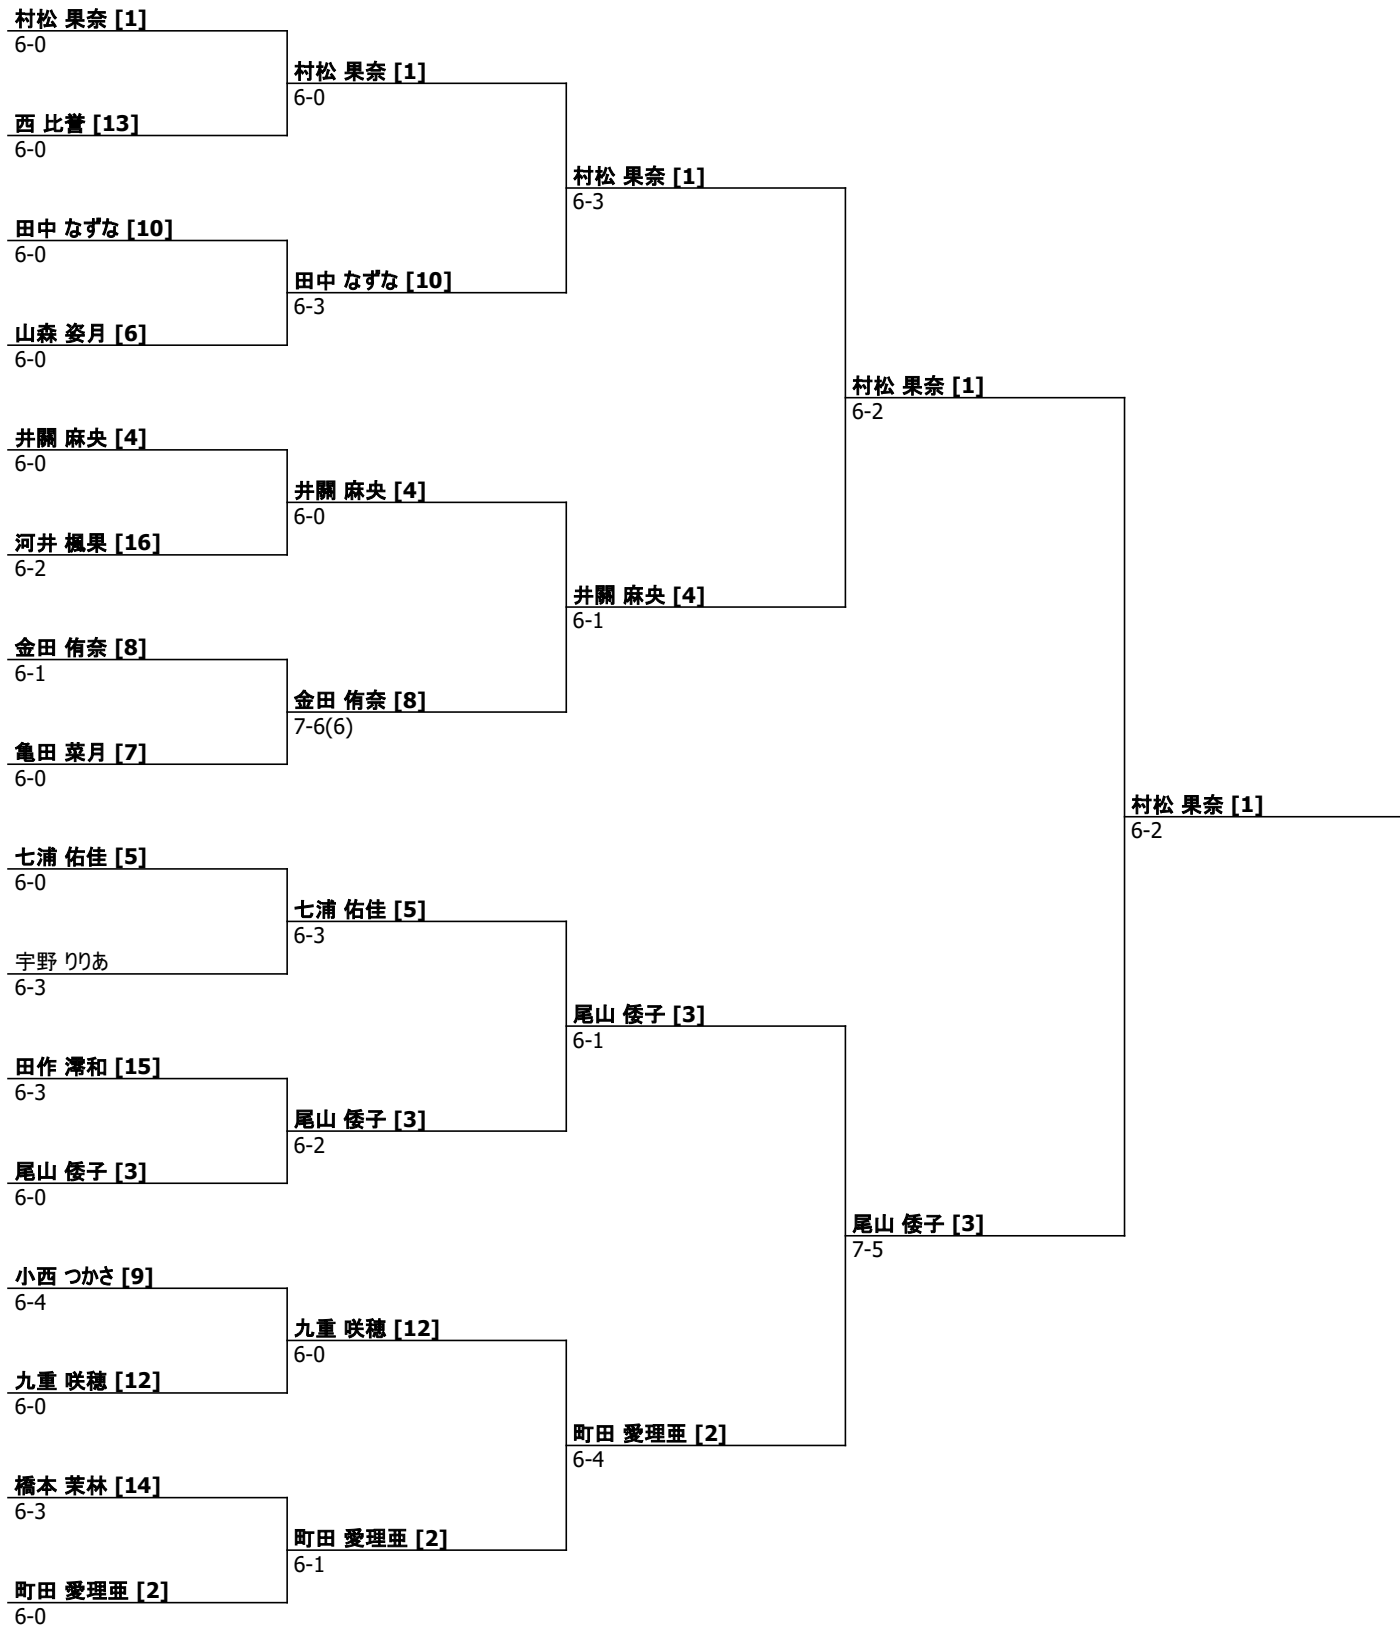 村松 果奈 [1]
6-0
村松 果奈 [1]
6-0
西 比誉 [13]
6-0
村松 果奈 [1]
6-3
田中 なずな [10]
6-0
田中 なずな [10]
6-3
山森 姿月 [6]
6-0
村松 果奈 [1]
6-2
井關 麻央 [4]
6-0
井關 麻央 [4]
6-0
河井 楓果 [16]
6-2
井關 麻央 [4]
6-1
金田 侑奈 [8]
6-1
金田 侑奈 [8]
7-6(6)
亀田 菜月 [7]
6-0
村松 果奈 [1]
6-2
七浦 佑佳 [5]
6-0
七浦 佑佳 [5]
6-3
宇野 りりあ
6-3
尾山 倭子 [3]
6-1
田作 澪和 [15]
6-3
尾山 倭子 [3]
6-2
尾山 倭子 [3]
6-0
尾山 倭子 [3]
7-5
小西 つかさ [9]
6-4
九重 咲穂 [12]
6-0
九重 咲穂 [12]
6-0
町田 愛理亜 [2]
6-4
橋本 茉林 [14]
6-3
町田 愛理亜 [2]
6-1
町田 愛理亜 [2]
6-0